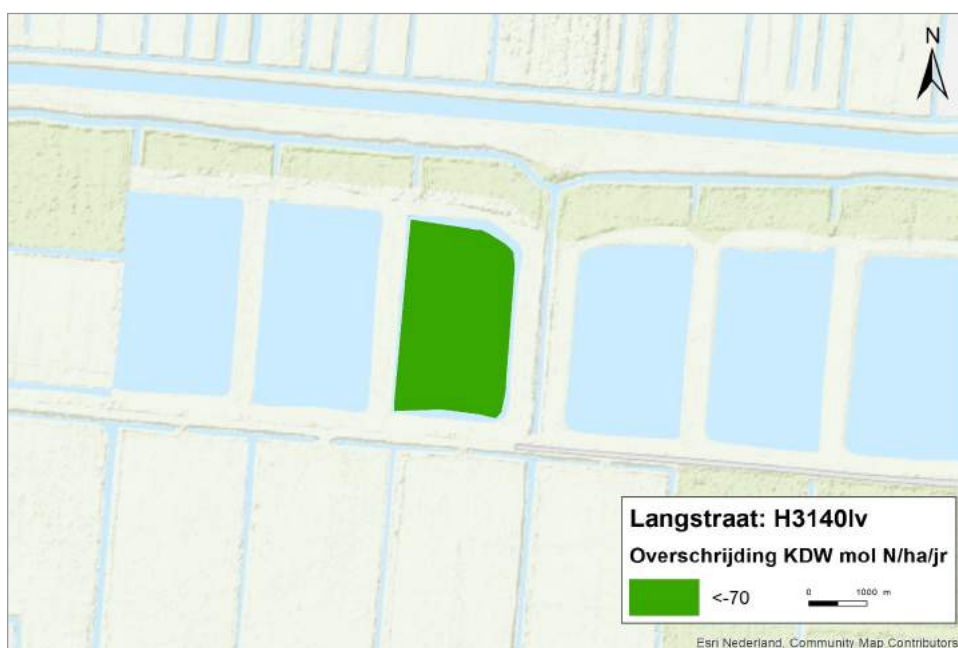 N
Langstraat: H3140lv
Overschrijding KDW mol N/ha/jr
<-70
0 1000 m
Esri Nederland, Community Map Contributors